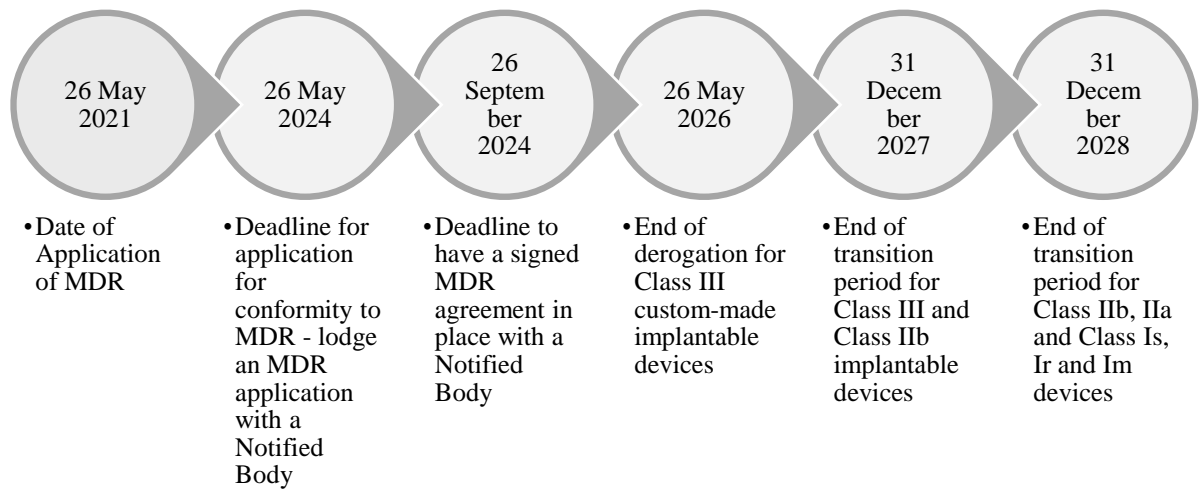 26 May
2021
26 May
2024
26
Septem
ber
2024
26 May
2026
31
Decem
ber
2027
31
Decem
ber
2028
•Date of
Application
of MDR
•Deadline for
application
for
conformity to
MDR - lodge
an MDR
application
with a
Notified
Body
•Deadline to
have a signed
MDR
agreement in
place with a
Notified
Body
•End of
derogation for
Class III
custom-made
implantable
devices
•End of
transition
period for
Class III and
Class IIb
implantable
devices
•End of
transition
period for
Class IIb, IIa
and Class Is,
Ir and Im
devices